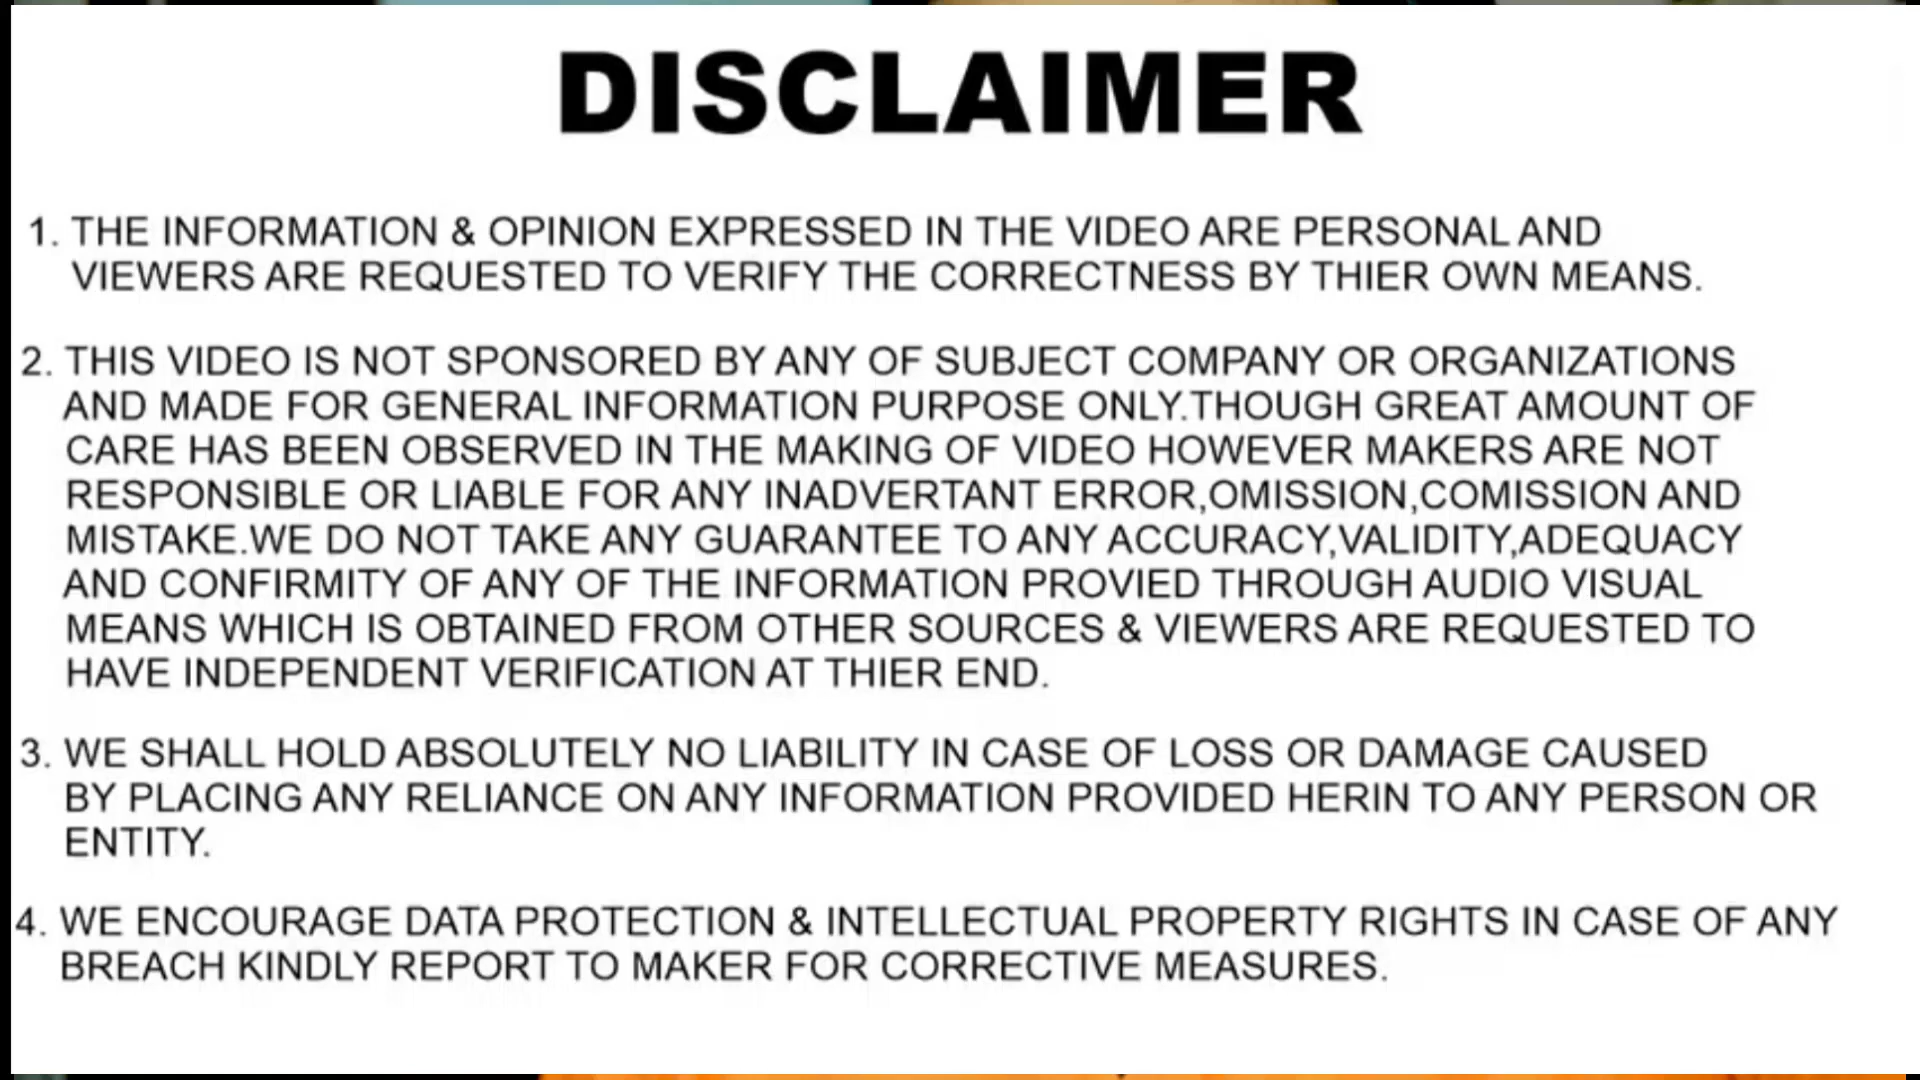 DISCLAIMER
1. THE INFORMATION & OPINION EXPRESSED IN THE VIDEO ARE PERSONAL AND
VIEWERS ARE REQUESTED TO VERIFY THE CORRECTNESS BY THIER OWN MEANS.
2. THIS VIDEO IS NOT SPONSORED BY ANY OF SUBJECT COMPANY OR ORGANIZATIONS
AND MADE FOR GENERAL INFORMATION PURPOSE ONLY.THOUGH GREAT AMOUNT OF
CARE HAS BEEN OBSERVED IN THE MAKING OF VIDEO HOWEVER MAKERS ARE NOT
RESPONSIBLE OR LIABLE FOR ANY INADVERTANT ERROR,OMISSION,COMISSION AND
MISTAKE.WE DO NOT TAKE ANY GUARANTEE TO ANY ACCURACY,VALIDITY,ADEQUACY
AND CONFIRMITY OF ANY OF THE INFORMATION PROVIED THROUGH AUDIO VISUAL
MEANS WHICH IS OBTAINED FROM OTHER SOURCES & VIEWERS ARE REQUESTED TO
HAVE INDEPENDENT VERIFICATION AT THIER END.
3. WE SHALL HOLD ABSOLUTELY NO LIABILITY IN CASE OF LOSS OR DAMAGE CAUSED
BY PLACING ANY RELIANCE ON ANY INFORMATION PROVIDED HERIN TO ANY PERSON OR
ENTITY.
4. WE ENCOURAGE DATA PROTECTION & INTELLECTUAL PROPERTY RIGHTS IN CASE OF ANY
BREACH KINDLY REPORT TO MAKER FOR CORRECTIVE MEASURES.